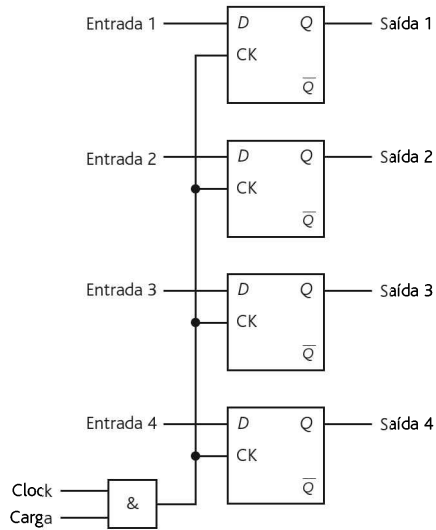 Entrada 1 D Q Saída 1
CK
Q̅
Entrada 2 D Q Saída 2
CK
Q̅
Entrada 3 D Q Saída 3
CK
Q̅
Entrada 4 D Q Saída 4
CK
Q̅
Clock
&
Carga